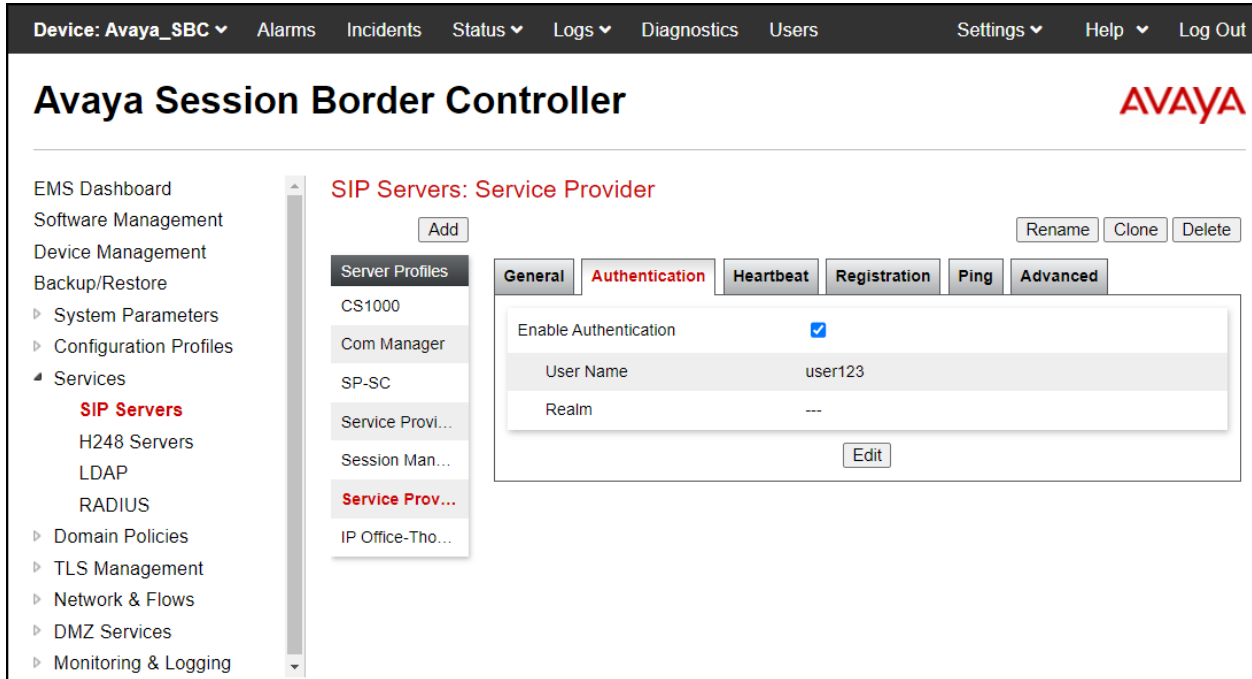 Device: Avaya_SBC Alarms Incidents Status Logs Diagnostics Users Settings Help Log Out
Avaya Session Border Controller
AVAYA
EMS Dashboard
Software Management
Device Management
Backup/Restore
System Parameters
Configuration Profiles
Services
SIP Servers
H248 Servers
LDAP
RADIUS
Domain Policies
TLS Management
Network & Flows
DMZ Services
Monitoring & Logging
SIP Servers: Service Provider
Add
Rename Clone Delete
Server Profiles
CS1000
Com Manager
SP-SC
Service Provi...
Session Man...
Service Prov...
IP Office-Tho...
General Authentication Heartbeat Registration Ping Advanced
Enable Authentication
User Name user123
Realm ---
Edit